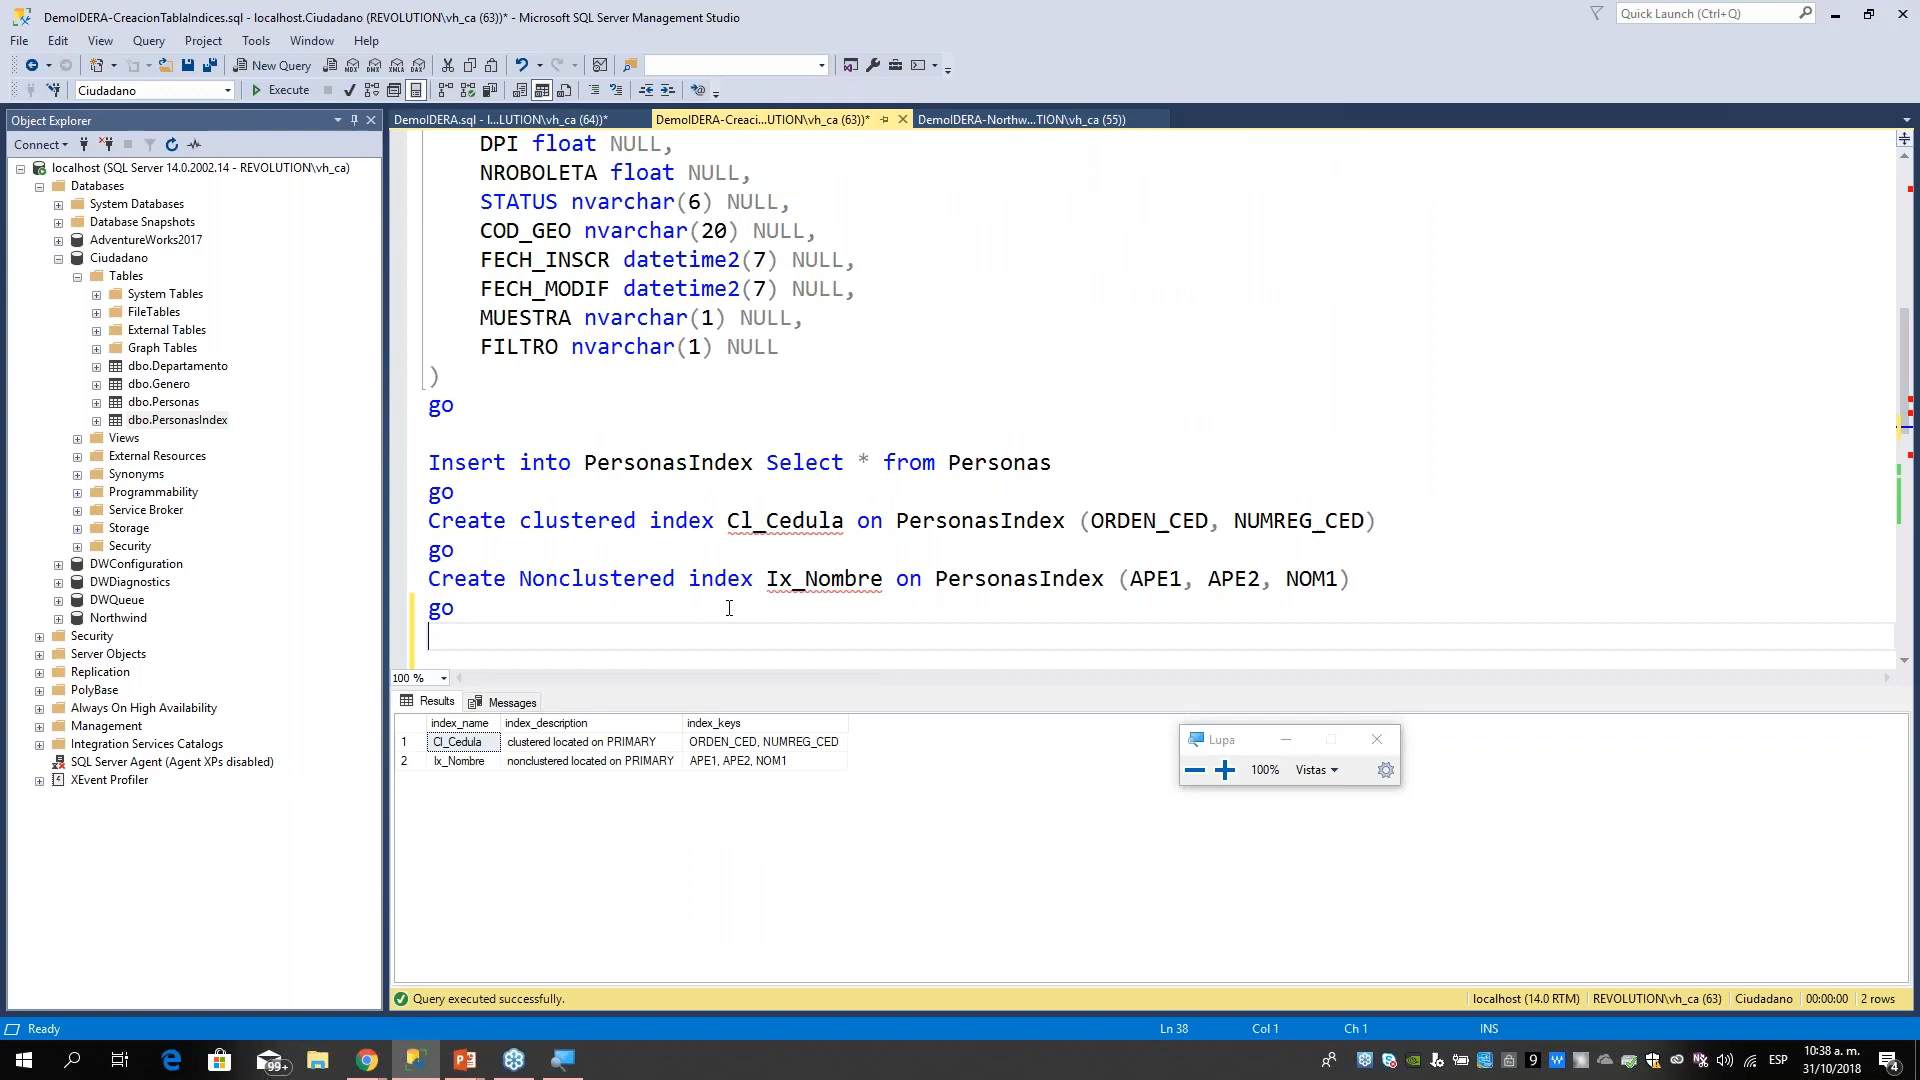 DemoIDERA-CreacionTablaIndices.sql - localhost.Ciudadano (REVOLUTION\vh_ca (63))* - Microsoft SQL Server Management Studio
Quick Launch (Ctrl+Q)
File Edit View Query Project Tools Window Help
New Query
Ciudadano Execute
Object Explorer
DemoIDERA.sql - l...LUTION\vh_ca (64))* DemoIDERA-Creaci...UTION\vh_ca (63))* DemoIDERA-Northw...TION\vh_ca (55))
Connect
localhost (SQL Server 14.0.2002.14 - REVOLUTION\vh_ca)
Databases
System Databases
Database Snapshots
AdventureWorks2017
Ciudadano
Tables
System Tables
FileTables
External Tables
Graph Tables
dbo.Departamento
dbo.Genero
dbo.Personas
dbo.PersonasIndex
Views
External Resources
Synonyms
Programmability
Service Broker
Storage
Security
DWConfiguration
DWDiagnostics
DWQueue
Northwind
Security
Server Objects
Replication
PolyBase
Always On High Availability
Management
Integration Services Catalogs
SQL Server Agent (Agent XPs disabled)
XEvent Profiler
DPI float NULL,
NROBOLETA float NULL,
STATUS nvarchar(6) NULL,
COD_GEO nvarchar(20) NULL,
FECH_INSCR datetime2(7) NULL,
FECH_MODIF datetime2(7) NULL,
MUESTRA nvarchar(1) NULL,
FILTRO nvarchar(1) NULL
)
go
Insert into PersonasIndex Select * from Personas
go
Create clustered index Cl_Cedula on PersonasIndex (ORDEN_CED, NUMREG_CED)
go
Create Nonclustered index Ix_Nombre on PersonasIndex (APE1, APE2, NOM1)
go
100 %
Results Messages
index_name index_description index_keys
1 Cl_Cedula clustered located on PRIMARY ORDEN_CED, NUMREG_CED
2 Ix_Nombre nonclustered located on PRIMARY APE1, APE2, NOM1
Lupa
100% Vistas
Query executed successfully. localhost (14.0 RTM) REVOLUTION\vh_ca (63) Ciudadano 00:00:00 2 rows
Ready Ln 38 Col 1 Ch 1 INS
99+
9
ESP
10:38 a. m.
31/10/2018
4